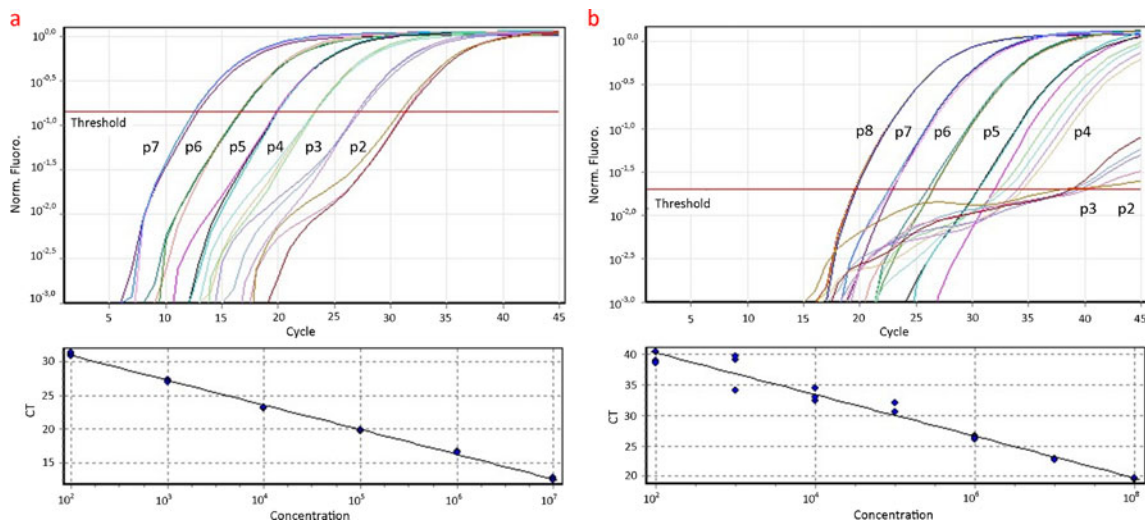 a
Norm. Fluoro.
10^0.0
10^-0.5
10^-1.0
10^-1.5
10^-2.0
10^-2.5
10^-3.0
Threshold
p7 p6 p5 p4 p3 p2
5 10 15 20 25 30 35 40 45
Cycle
CT
30
25
20
15
10^2 10^3 10^4 10^5 10^6 10^7
Concentration
b
Norm. Fluoro.
10^0.0
10^-0.5
10^-1.0
10^-1.5
10^-2.0
10^-2.5
10^-3.0
p8 p7 p6 p5 p4
Threshold
p3 p2
5 10 15 20 25 30 35 40 45
Cycle
CT
40
35
30
25
20
10^2 10^4 10^6 10^8
Concentration